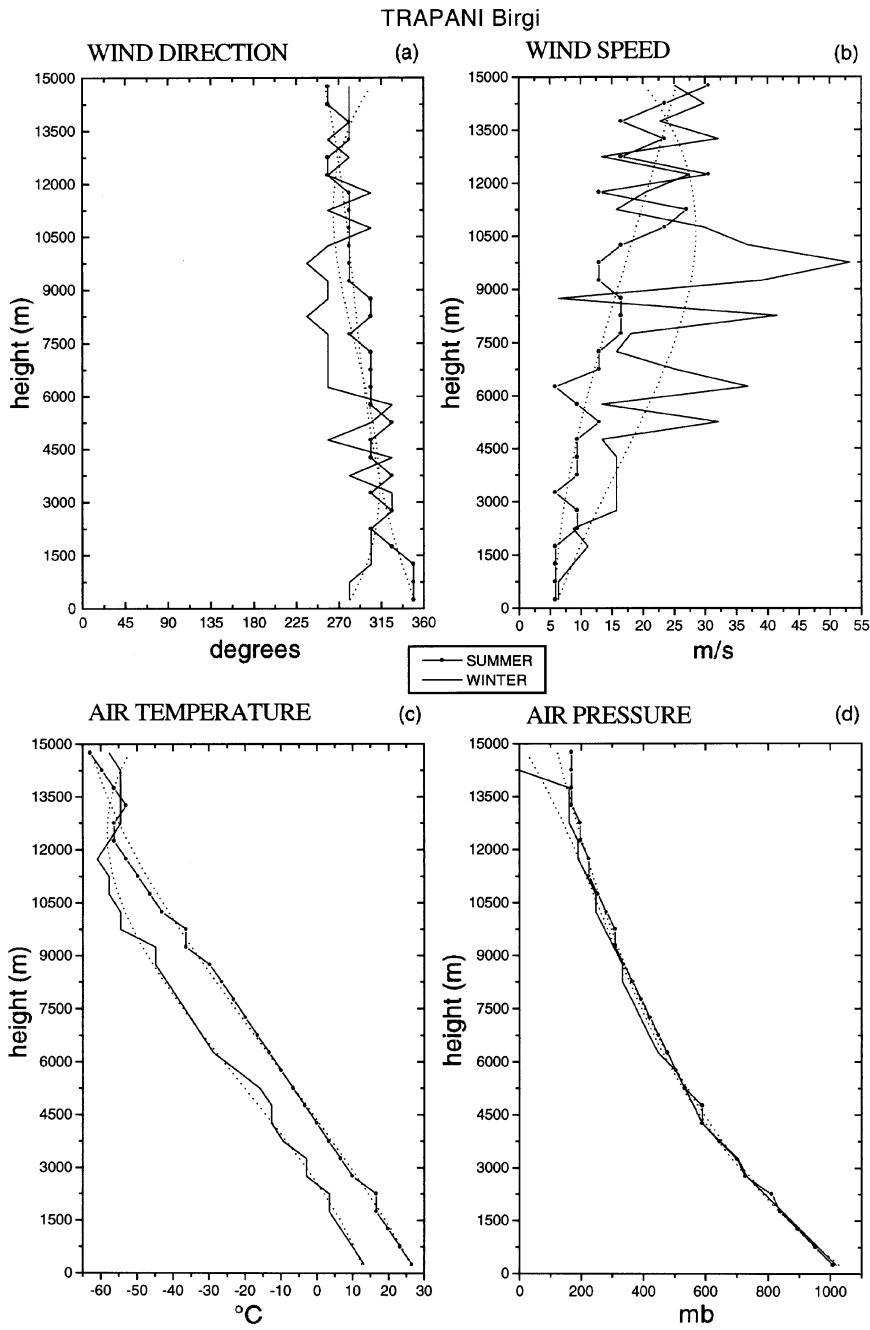 TRAPANI Birgi
WIND DIRECTION (a)
WIND SPEED (b)
15000
13500
12000
10500
9000
7500
6000
4500
3000
1500
0
height (m)
0 45 90 135 180 225 270 315 360
degrees
15000
13500
12000
10500
9000
7500
6000
4500
3000
1500
0
height (m)
0 5 10 15 20 25 30 35 40 45 50 55
m/s
SUMMER
WINTER
AIR TEMPERATURE (c)
AIR PRESSURE (d)
15000
13500
12000
10500
9000
7500
6000
4500
3000
1500
0
height (m)
-60 -50 -40 -30 -20 -10 0 10 20 30
°C
15000
13500
12000
10500
9000
7500
6000
4500
3000
1500
0
height (m)
0 200 400 600 800 1000
mb